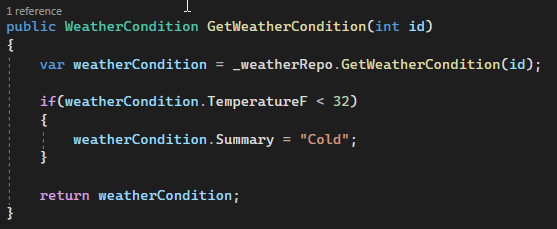 1 reference
public WeatherCondition GetWeatherCondition(int id)
{
var weatherCondition = _weatherRepo.GetWeatherCondition(id);
if(weatherCondition.TemperatureF < 32)
{
weatherCondition.Summary = "Cold";
}
return weatherCondition;
}